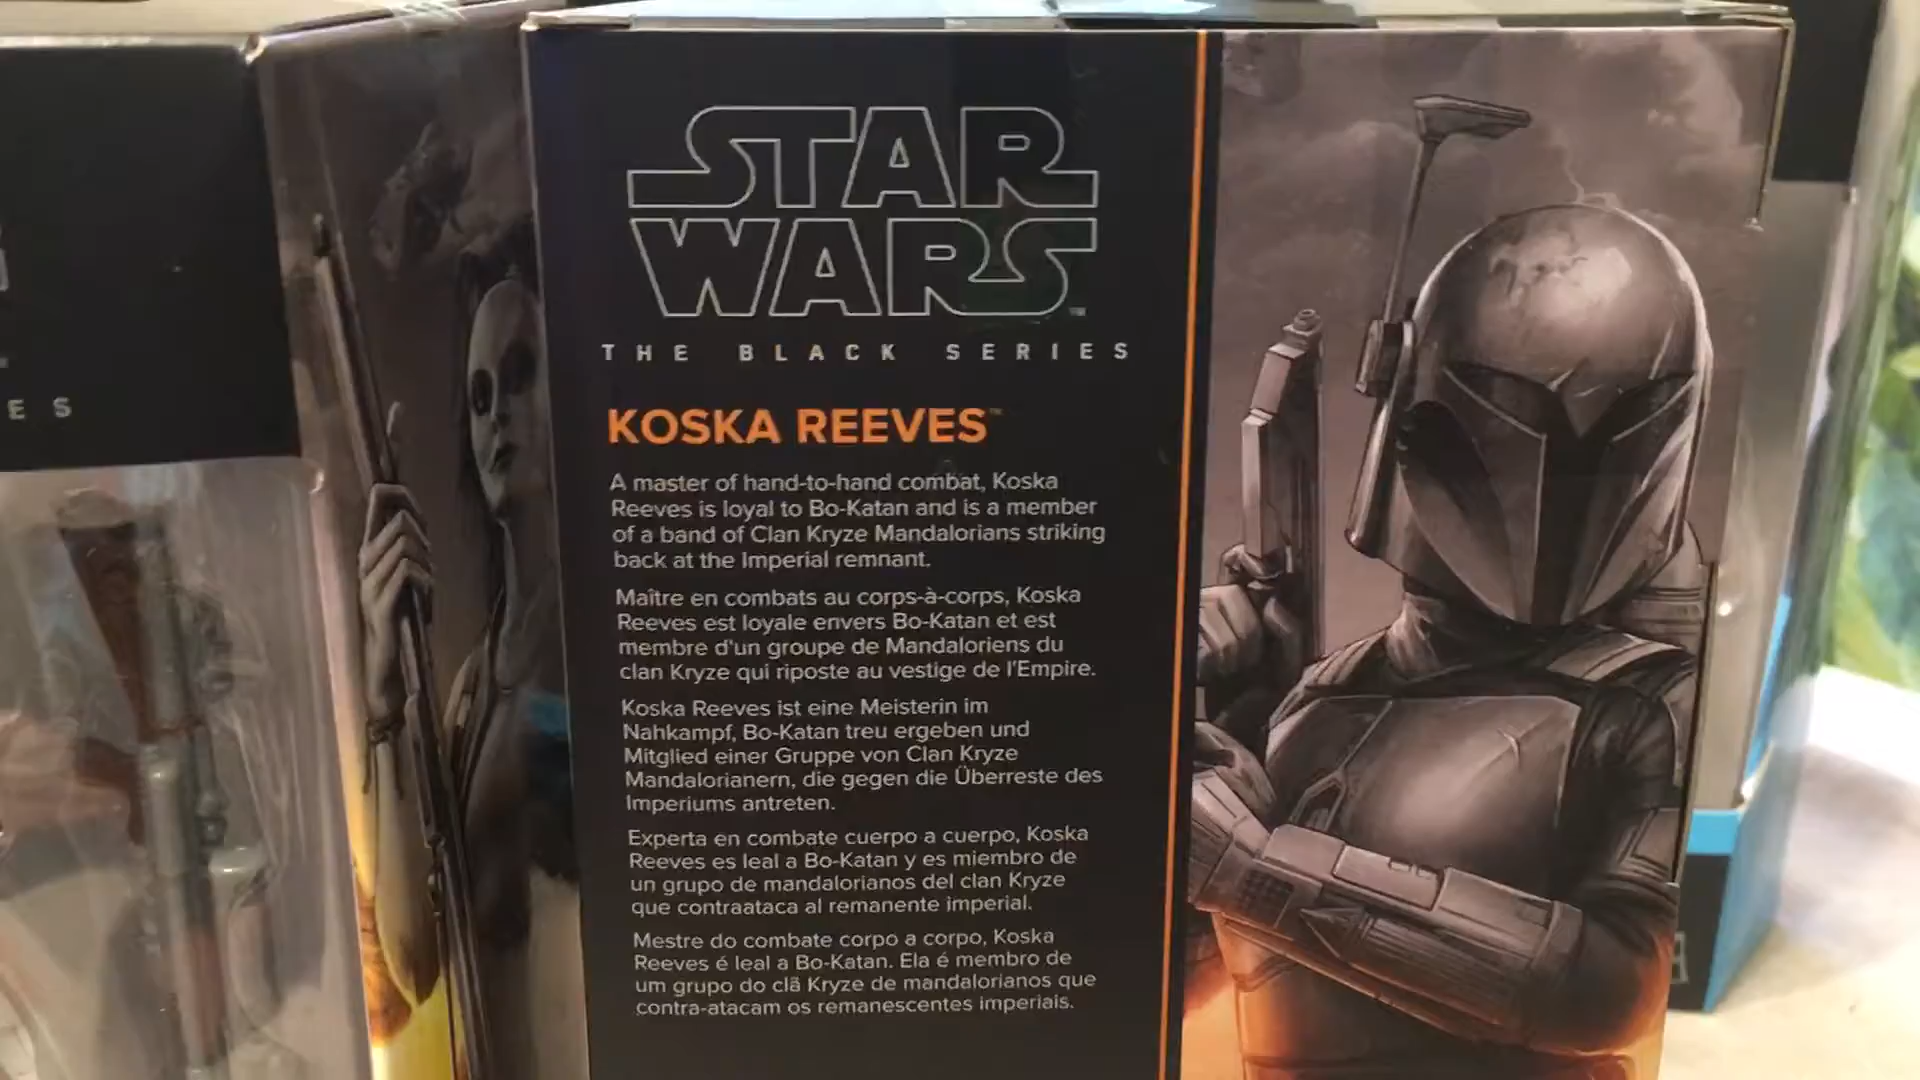 STAR
WARS™
THE BLACK SERIES
KOSKA REEVES™
A master of hand-to-hand combat, Koska
Reeves is loyal to Bo-Katan and is a member
of a band of Clan Kryze Mandalorians striking
back at the Imperial remnant.
Maître en combats au corps-à-corps, Koska
Reeves est loyale envers Bo-Katan et est
membre d'un groupe de Mandaloriens du
clan Kryze qui riposte au vestige de l'Empire.
Koska Reeves ist eine Meisterin im
Nahkampf, Bo-Katan treu ergeben und
Mitglied einer Gruppe von Clan Kryze
Mandalorianern, die gegen die Überreste des
Imperiums antreten.
Experta en combate cuerpo a cuerpo, Koska
Reeves es leal a Bo-Katan y es miembro de
un grupo de mandalorianos del clan Kryze
que contraataca al remanente imperial.
Mestre do combate corpo a corpo, Koska
Reeves é leal a Bo-Katan. Ela é membro de
um grupo do clã Kryze de mandalorianos que
contra-atacam os remanescentes imperiais.
ES